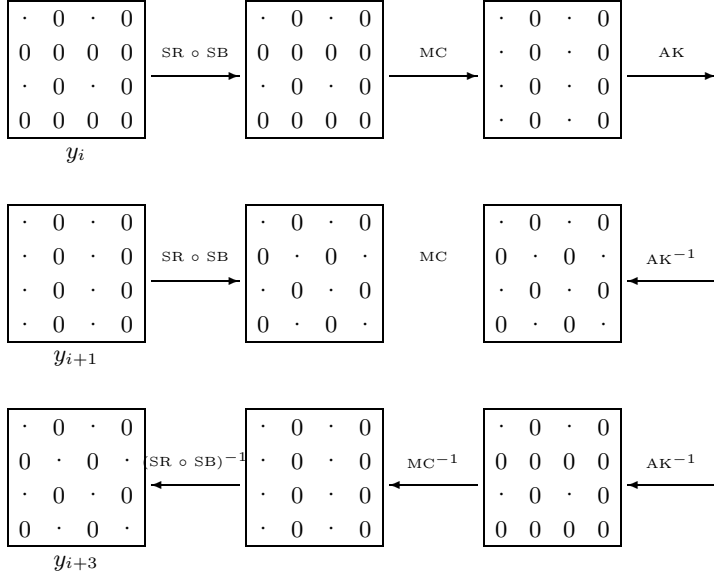 · 0 · 0 · 0 · 0 · 0 · 0
0 0 0 0 SR ∘ SB 0 0 0 0 MC · 0 · 0 AK
· 0 · 0 · 0 · 0 · 0 · 0
0 0 0 0 0 0 0 0 · 0 · 0
y_i
· 0 · 0 · 0 · 0 · 0 · 0
· 0 · 0 SR ∘ SB 0 · 0 · MC 0 · 0 · AK⁻¹
· 0 · 0 · 0 · 0 · 0 · 0
· 0 · 0 0 · 0 · 0 · 0 ·
y_{i+1}
· 0 · 0 · 0 · 0 · 0 · 0
0 · 0 · (SR ∘ SB)⁻¹ · 0 · 0 MC⁻¹ 0 0 0 0 AK⁻¹
· 0 · 0 · 0 · 0 · 0 · 0
0 · 0 · · 0 · 0 0 0 0 0
y_{i+3}